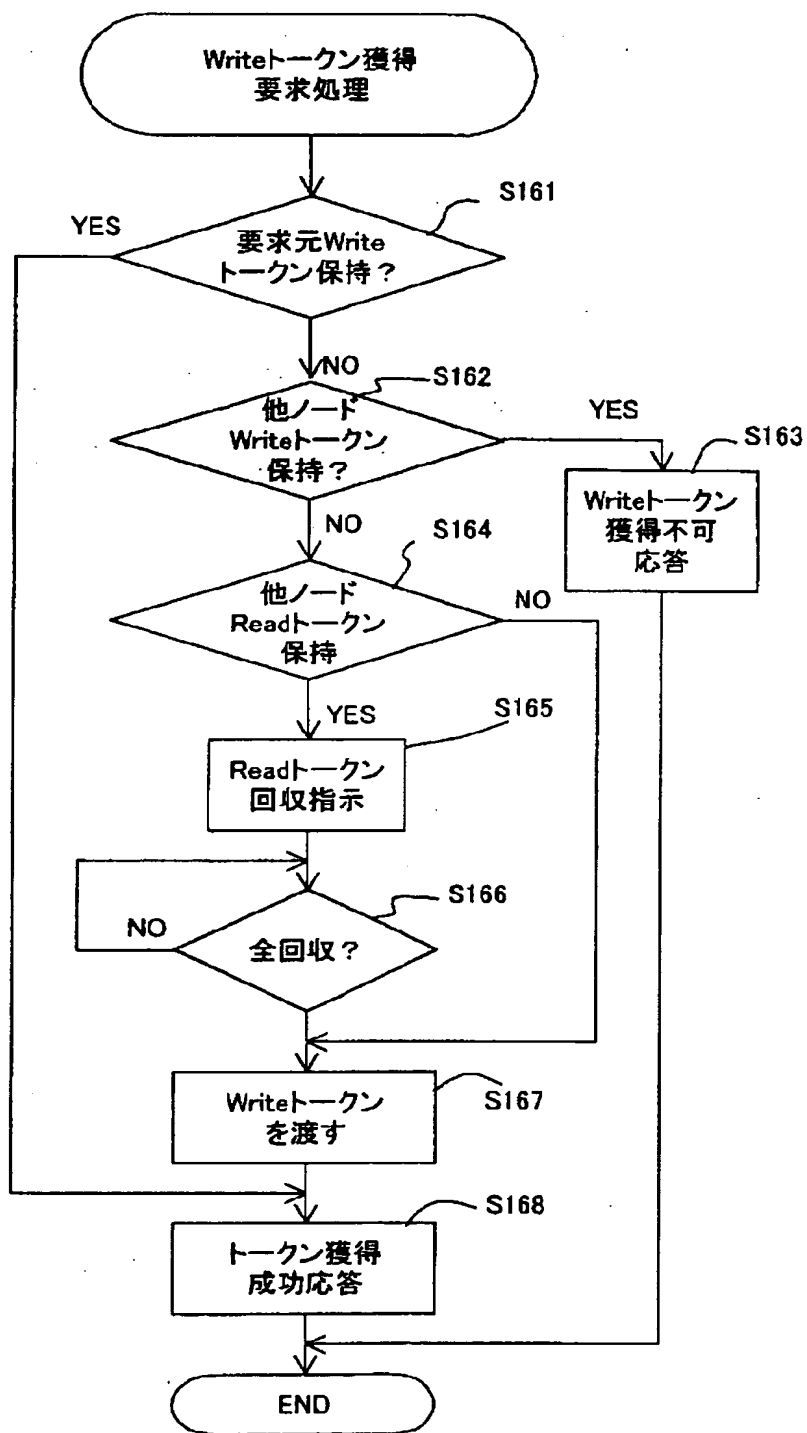 Writeトークン獲得
要求処理
S161
YES
要求元Write
トークン保持？
NO
S162
他ノード
Writeトークン
保持？
YES
S163
Writeトークン
獲得不可
応答
NO
S164
他ノード
Readトークン
保持
NO
YES
S165
Readトークン
回収指示
S166
NO
全回収？
Writeトークン
を渡す
S167
S168
トークン獲得
成功応答
END